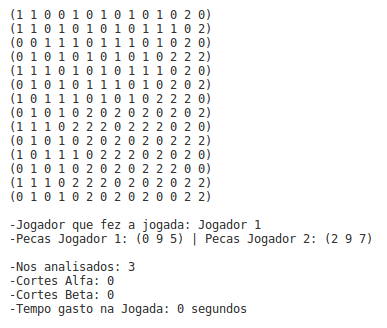 (1 1 0 0 1 0 1 0 1 0 1 0 2 0)
(1 1 0 1 0 1 0 1 0 1 1 1 0 2)
(0 0 1 1 1 0 1 1 1 0 1 0 2 0)
(0 1 0 1 0 1 0 1 0 1 0 2 2 2)
(1 1 1 0 1 0 1 0 1 1 1 0 2 0)
(0 1 0 1 0 1 1 1 0 1 0 2 0 2)
(1 0 1 1 1 0 1 0 1 0 2 2 2 0)
(0 1 0 1 0 2 0 2 0 2 0 2 0 2)
(1 1 1 0 2 2 2 0 2 2 2 0 2 0)
(0 1 0 1 0 2 0 2 2 2 0 2 0 2)
(1 0 1 1 1 0 2 2 2 0 2 0 2 0)
(0 1 0 1 0 2 0 2 0 2 2 2 0 0)
(1 1 1 0 2 2 2 0 2 0 2 0 2 2)
(0 1 0 1 0 2 0 2 0 2 0 2 2 2)
-Jogador que fez a jogada: Jogador 1
-Pecas Jogador 1: (0 9 5) | Pecas Jogador 2: (2 9 7)
-Nos analisados: 3
-Cortes Alfa: 0
-Cortes Beta: 0
-Tempo gasto na Jogada: 0 segundos